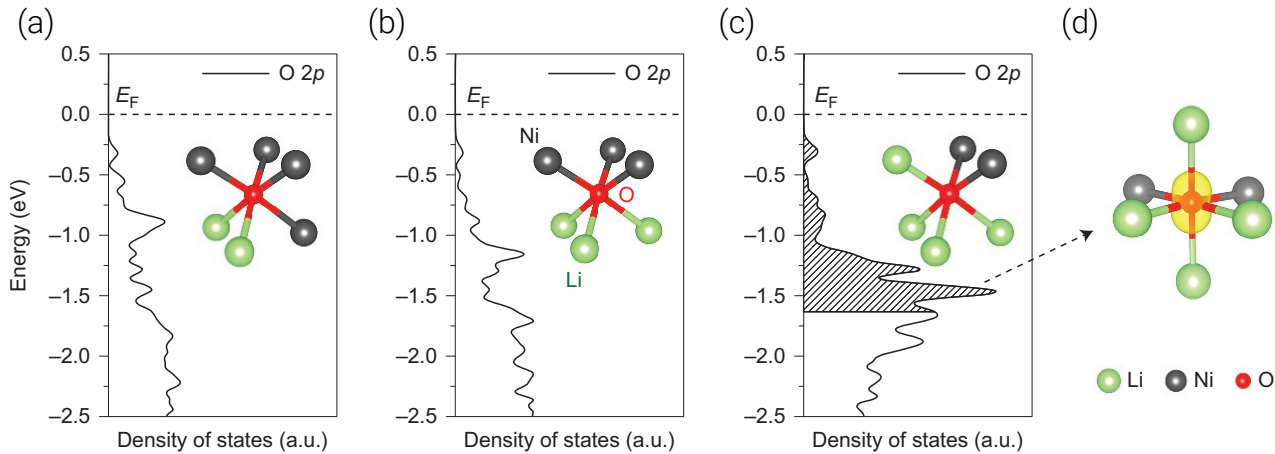 (a)
(b)
(c)
(d)
0.5
O 2p
E_F
0.0
–0.5
–1.0
–1.5
–2.0
–2.5
Energy (eV)
Density of states (a.u.)
0.5
O 2p
E_F
0.0
Ni
–0.5
O
–1.0
Li
–1.5
–2.0
–2.5
Density of states (a.u.)
0.5
O 2p
E_F
0.0
–0.5
–1.0
–1.5
–2.0
–2.5
Density of states (a.u.)
Li Ni O